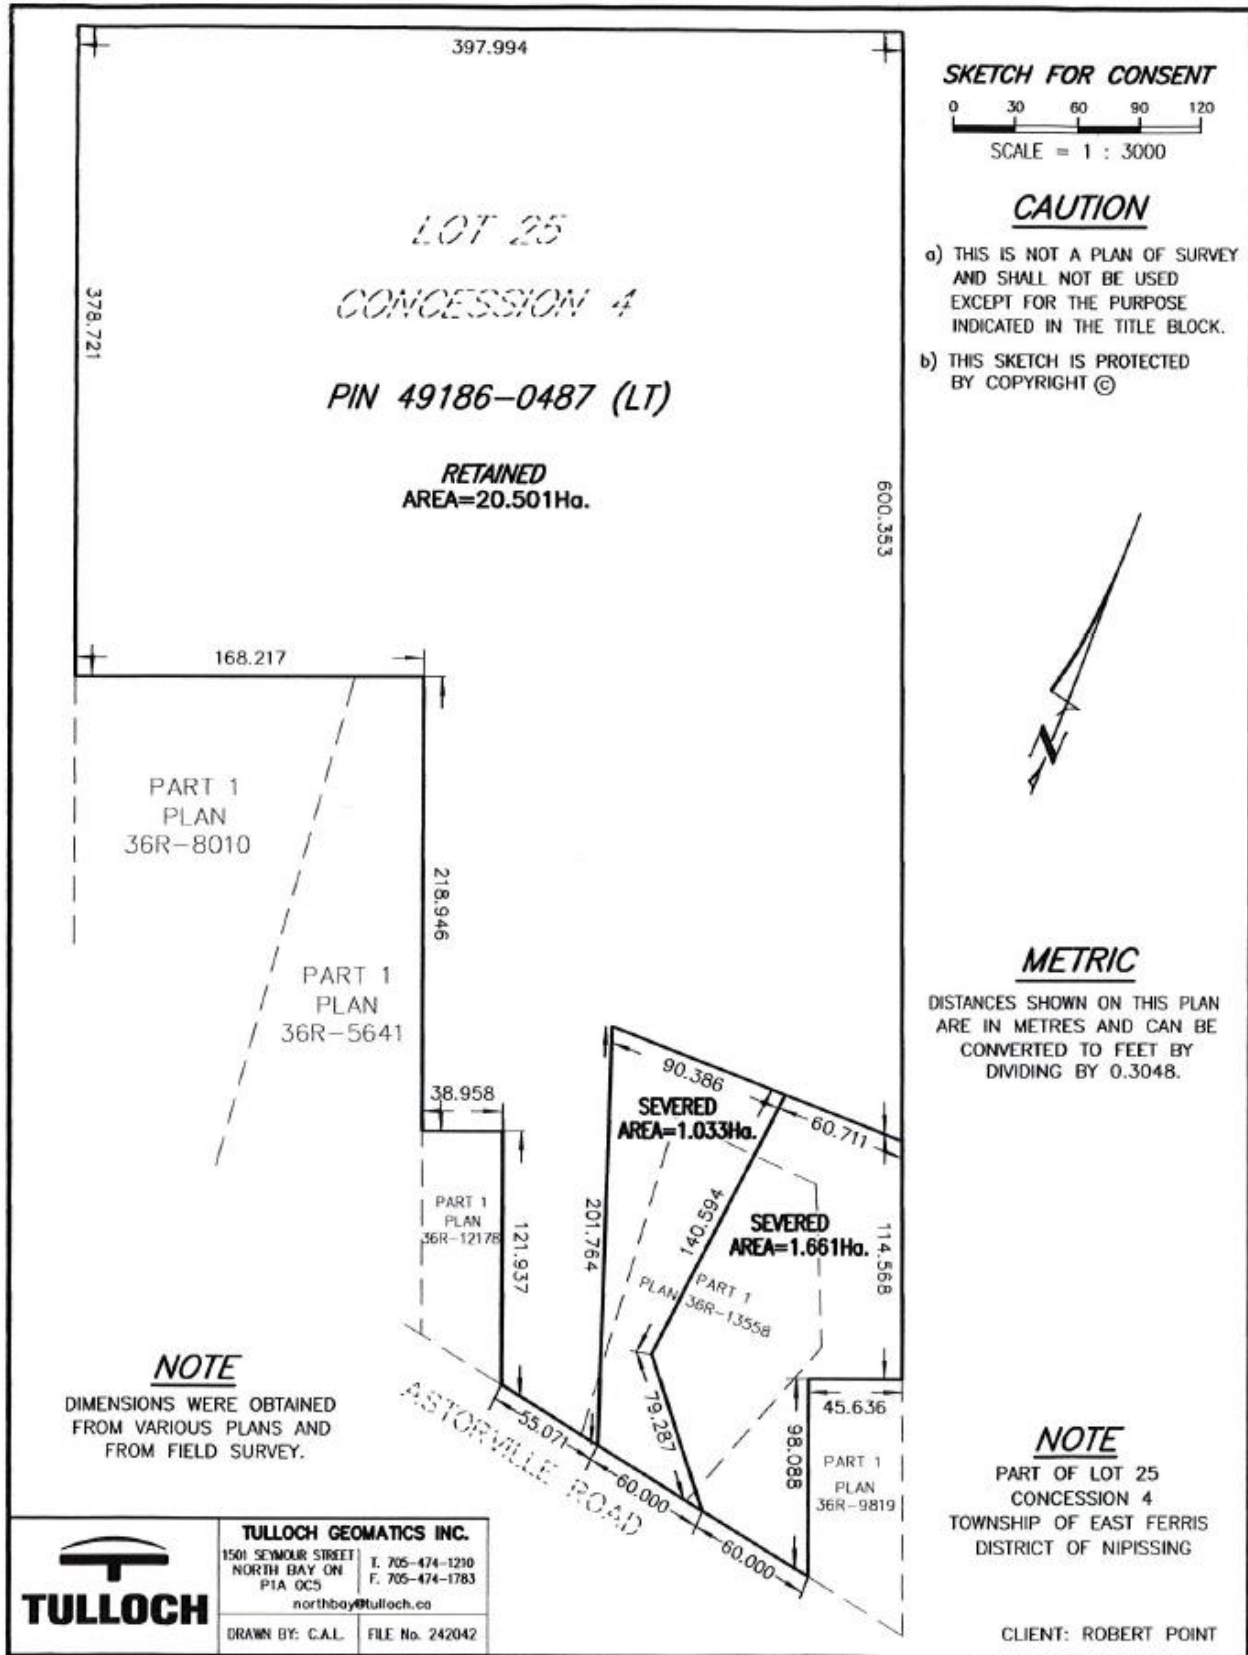 397.994
SKETCH FOR CONSENT
0 30 60 90 120
SCALE = 1 : 3000
CAUTION
a) THIS IS NOT A PLAN OF SURVEY
AND SHALL NOT BE USED
EXCEPT FOR THE PURPOSE
INDICATED IN THE TITLE BLOCK.
b) THIS SKETCH IS PROTECTED
BY COPYRIGHT ©
LOT 25
CONCESSION 4
PIN 49186-0487 (LT)
RETAINED
AREA=20.501Ha.
378.721
600.353
168.217
N
PART 1
PLAN
36R-8010
218.946
PART 1
PLAN
36R-5641
METRIC
DISTANCES SHOWN ON THIS PLAN
ARE IN METRES AND CAN BE
CONVERTED TO FEET BY
DIVIDING BY 0.3048.
38.958
90.386
SEVERED
AREA=1.033Ha.
60.711
PART 1
PLAN
36R-12178
121.937
201.764
140.594
SEVERED
AREA=1.661Ha.
114.568
PART 1
PLAN 36R-13558
79.287
45.636
98.088
PART 1
PLAN
36R-9819
55.071
60.000
60.000
ASTORVILLE ROAD
NOTE
DIMENSIONS WERE OBTAINED
FROM VARIOUS PLANS AND
FROM FIELD SURVEY.
NOTE
PART OF LOT 25
CONCESSION 4
TOWNSHIP OF EAST FERRIS
DISTRICT OF NIPISSING
CLIENT: ROBERT POINT
TULLOCH
TULLOCH GEOMATICS INC.
1501 SEYMOUR STREET
NORTH BAY ON
P1A 0C5
T. 705-474-1210
F. 705-474-1783
northbay@tulloch.ca
DRAWN BY: C.A.L.
FILE No. 242042